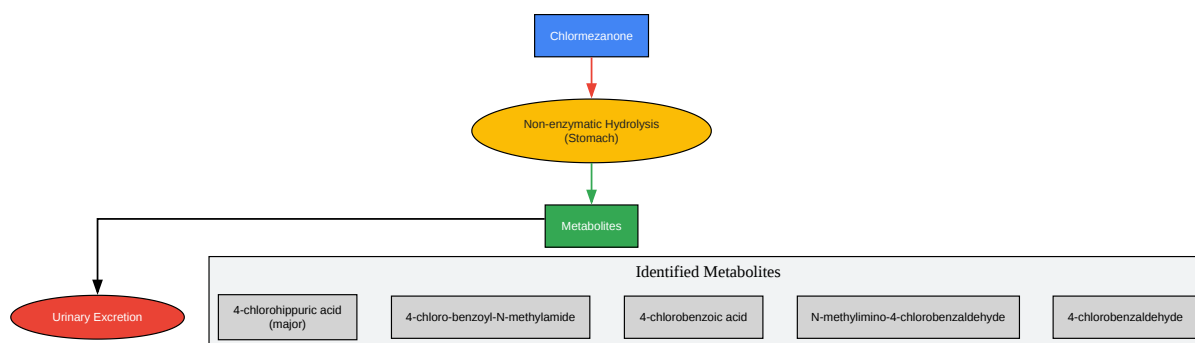 Chlormezanone
Non-enzymatic Hydrolysis
(Stomach)
Metabolites
Identified Metabolites
Urinary Excretion
4-chlorohippuric acid
(major)
4-chloro-benzoyl-N-methylamide
4-chlorobenzoic acid
N-methylimino-4-chlorobenzaldehyde
4-chlorobenzaldehyde